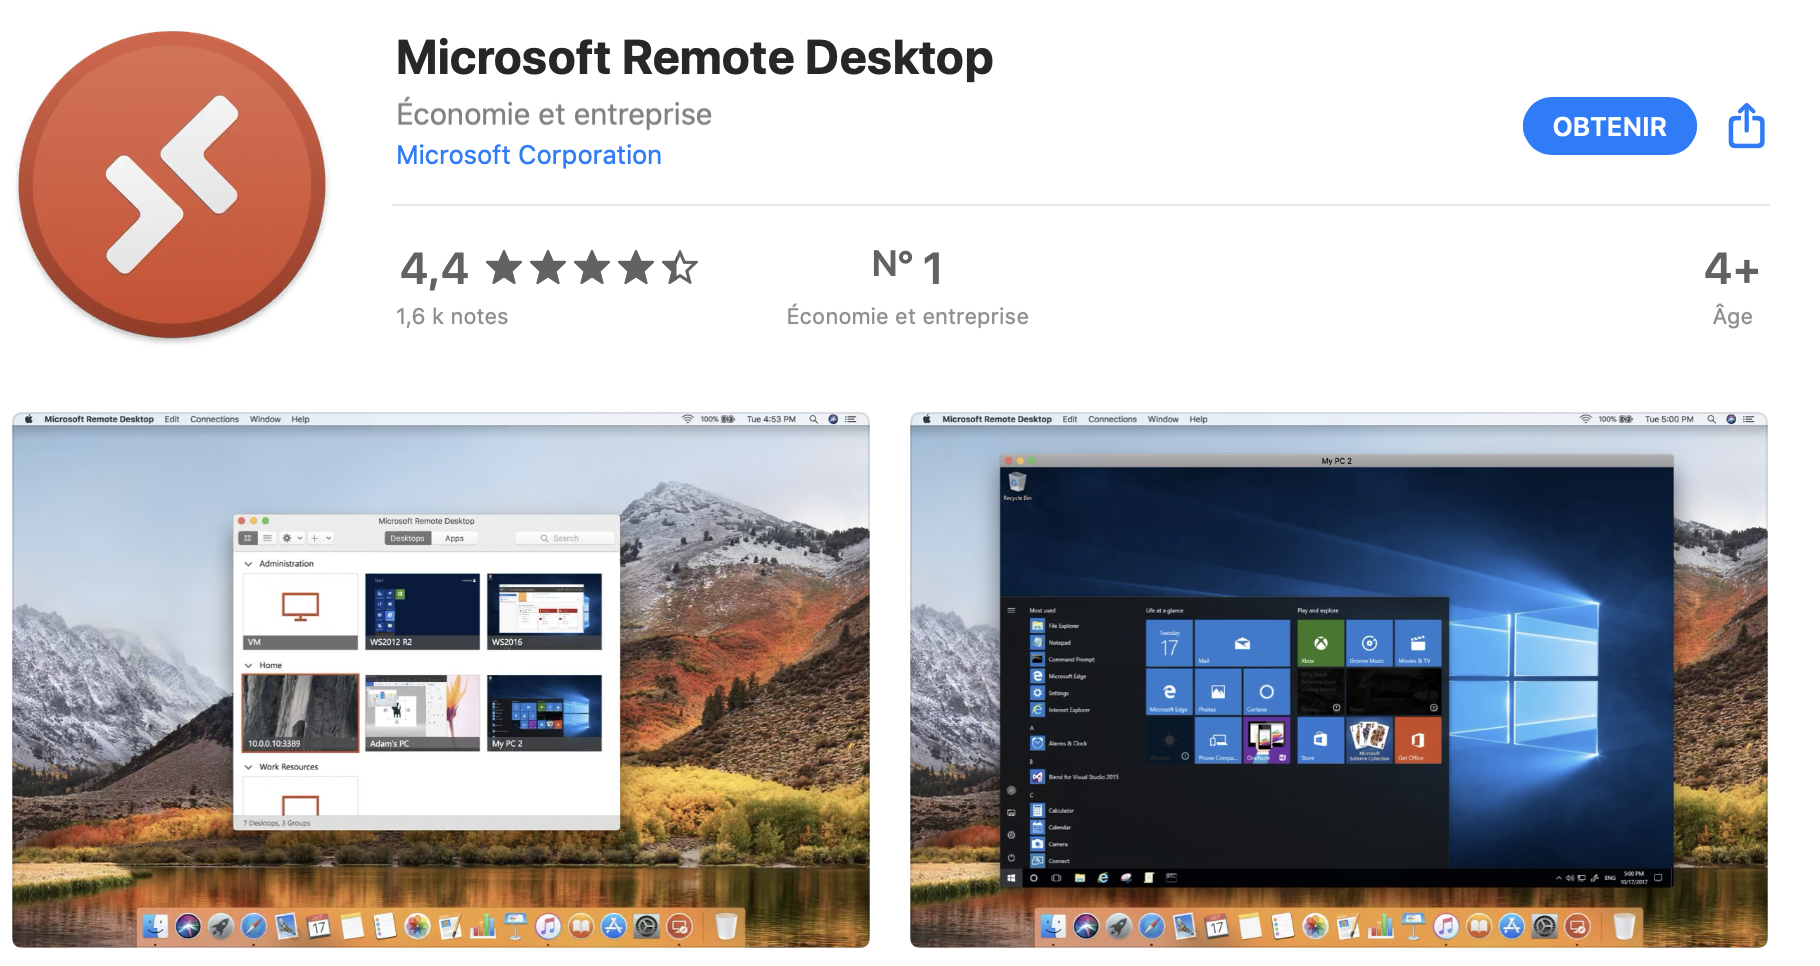 Microsoft Remote Desktop
Économie et entreprise
Microsoft Corporation
OBTENIR
4,4
1,6 k notes
N° 1
Économie et entreprise
4+
Âge
Microsoft Remote Desktop Edit Connections Window Help
100% Tue 4:53 PM
Microsoft Remote Desktop
Desktops Apps
Search
Administration
VM
WS2012 R2
WS2016
Home
10.0.0.10:3389
Adam's PC
My PC 2
Work Resources
7 Desktops, 3 Groups
17
Microsoft Remote Desktop Edit Connections Window Help
100% Tue 5:00 PM
My PC 2
Recycle Bin
Most used
File Explorer
Notepad
Command Prompt
Microsoft Edge
Settings
Internet Explorer
A
Alarms & Clock
B
Blend for Visual Studio 2015
C
Calculator
Calendar
Camera
Connect
Life at a glance
Tuesday
17
Mail
Microsoft Edge
Photos
Cortana
Phone Compa...
OneNote
Play and explore
Xbox
Groove Music
Movies & TV
Store
Microsoft
Solitaire Collection
Get Office
ENG
5:00 PM
10/17/2017
17